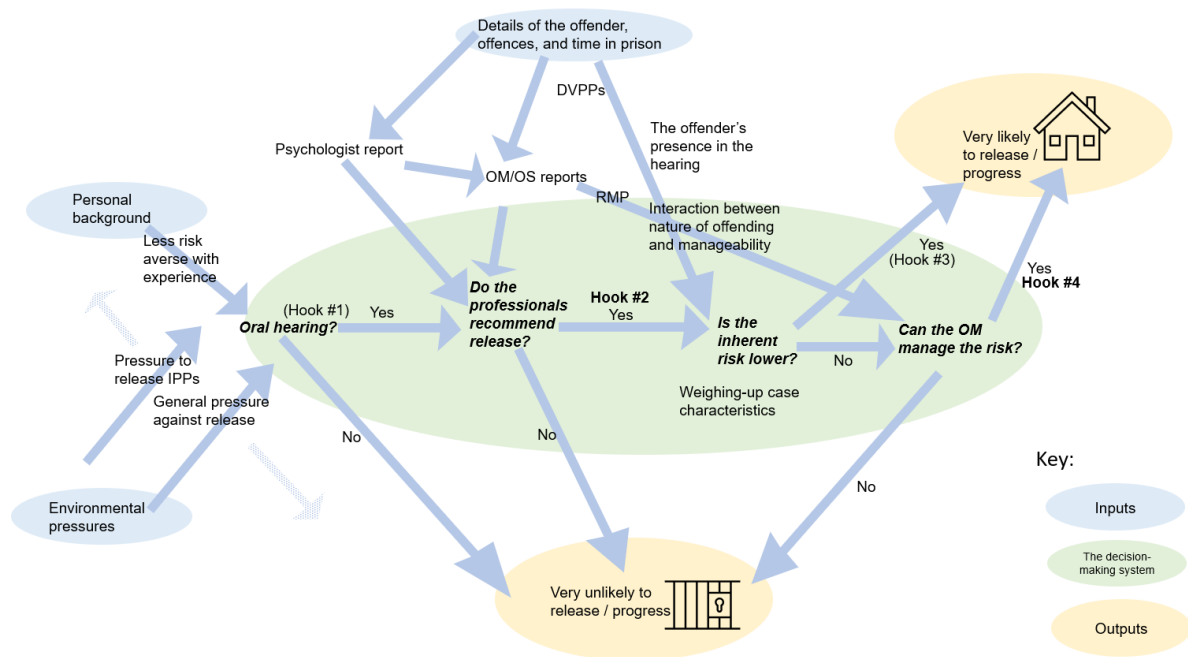 Details of the offender,
offences, and time in prison
DVPPs
Psychologist report
The offender's
presence in the
hearing
OM/OS reports
RMP
Very likely
to release /
progress
Personal
background
Less risk
averse with
experience
Interaction between
nature of offending
and manageability
Yes
(Hook #3)
Yes
Hook #4
(Hook #1)
Oral hearing?
Yes
Do the
professionals
recommend
release?
Hook #2
Yes
Is the
inherent
risk lower?
No
Can the OM
manage the risk?
Pressure to
release IPPs
General pressure
against release
Weighing-up case
characteristics
No
No
No
Environmental
pressures
Very unlikely to
release / progress
Key:
Inputs
The decision-
making system
Outputs